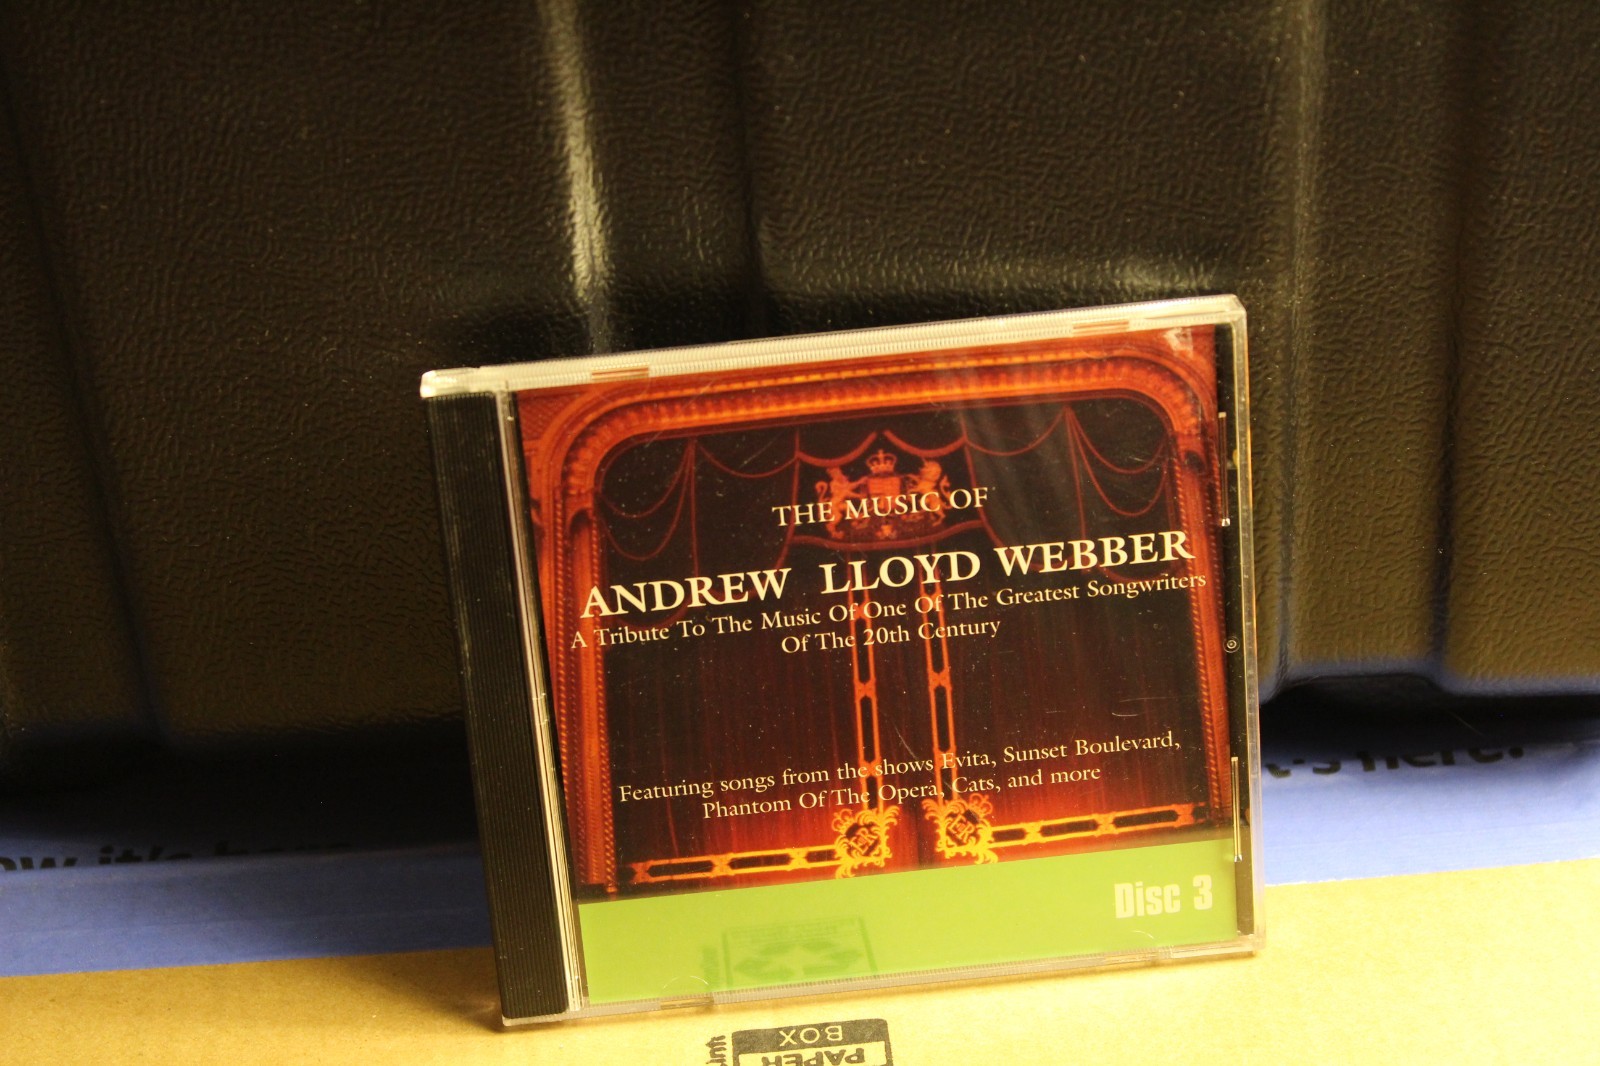 THE MUSIC OF
ANDREW LLOYD WEBBER
A Tribute To The Music Of One Of The Greatest Songwriters
Of The 20th Century
Featuring songs from the shows Evita, Sunset Boulevard,
Phantom Of The Opera, Cats, and more
Disc 3
here.
it's
PAPER
BOX